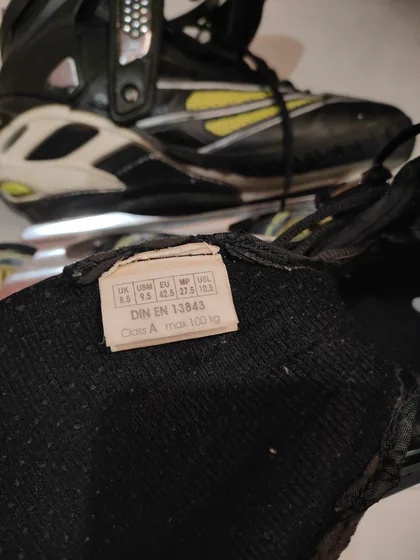 UK USM EU MP USL
8.5 9.5 42.5 27.5 10.5
DIN EN 13843
Class A max 100 kg